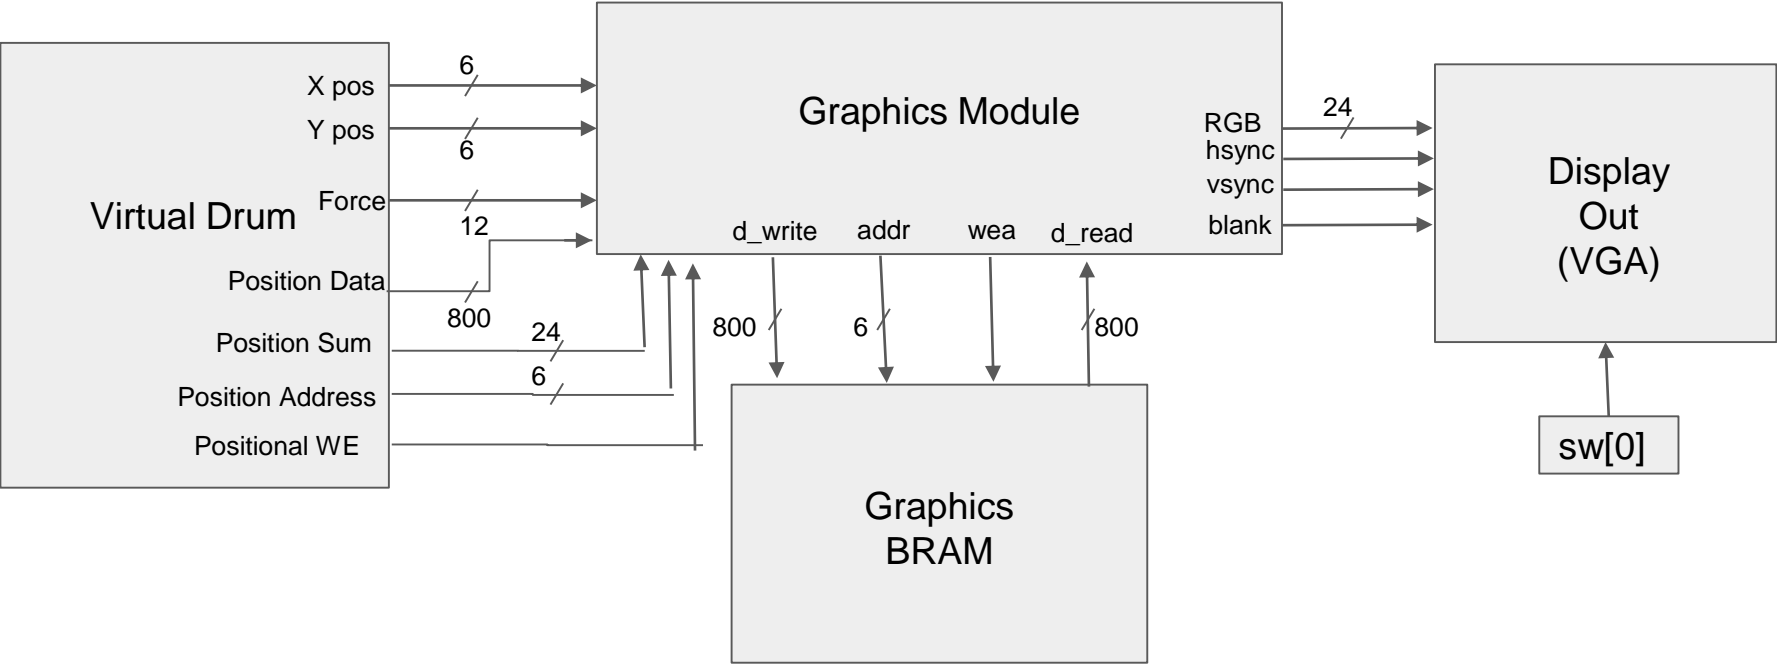 Virtual Drum
X pos
Y pos
Force
Position Data
Position Sum
Position Address
Positional WE
6
6
12
800
24
6
Graphics Module
d_write
addr
wea
d_read
RGB
hsync
vsync
blank
800
6
800
Graphics
BRAM
24
Display
Out
(VGA)
sw[0]